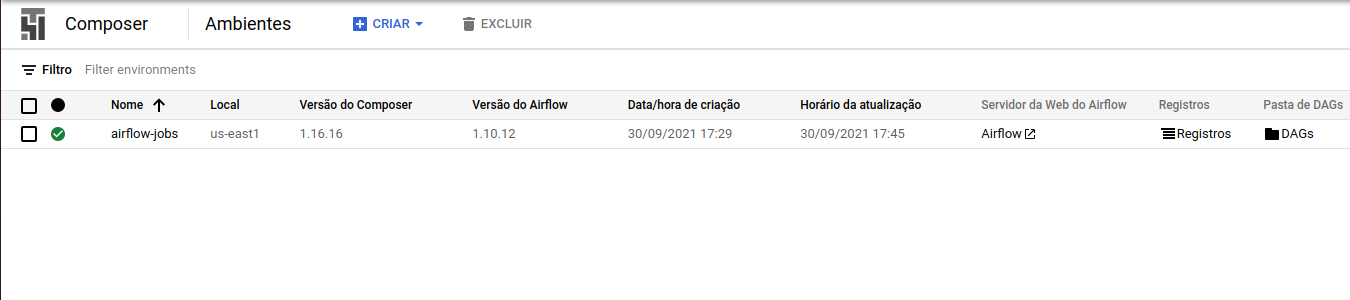 Composer Ambientes CRIAR EXCLUIR
Filtro Filter environments
Nome Local Versão do Composer Versão do Airflow Data/hora de criação Horário da atualização Servidor da Web do Airflow Registros Pasta de DAGs
airflow-jobs us-east1 1.16.16 1.10.12 30/09/2021 17:29 30/09/2021 17:45 Airflow Registros DAGs